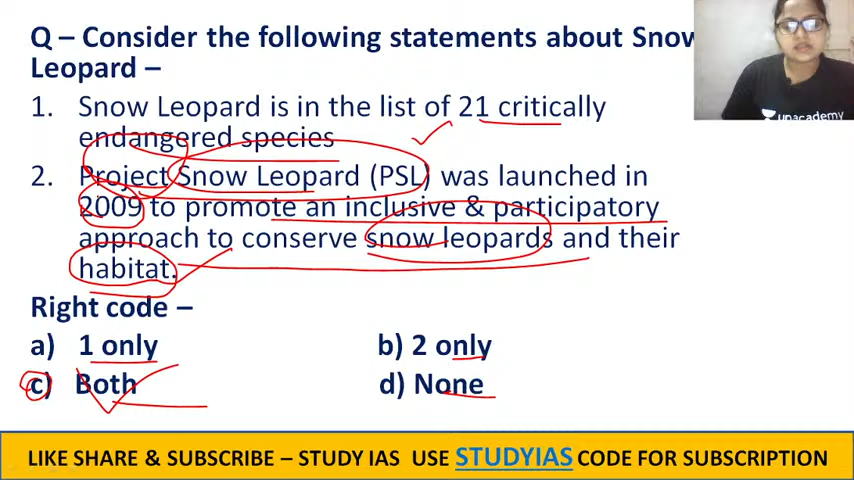 Q – Consider the following statements about Snow
Leopard –
1. Snow Leopard is in the list of 21 critically
endangered species
2. Project Snow Leopard (PSL) was launched in
2009 to promote an inclusive & participatory
approach to conserve snow leopards and their
habitat.
Right code –
a) 1 only b) 2 only
c) Both d) None
LIKE SHARE & SUBSCRIBE – STUDY IAS USE STUDYIAS CODE FOR SUBSCRIPTION
unacademy